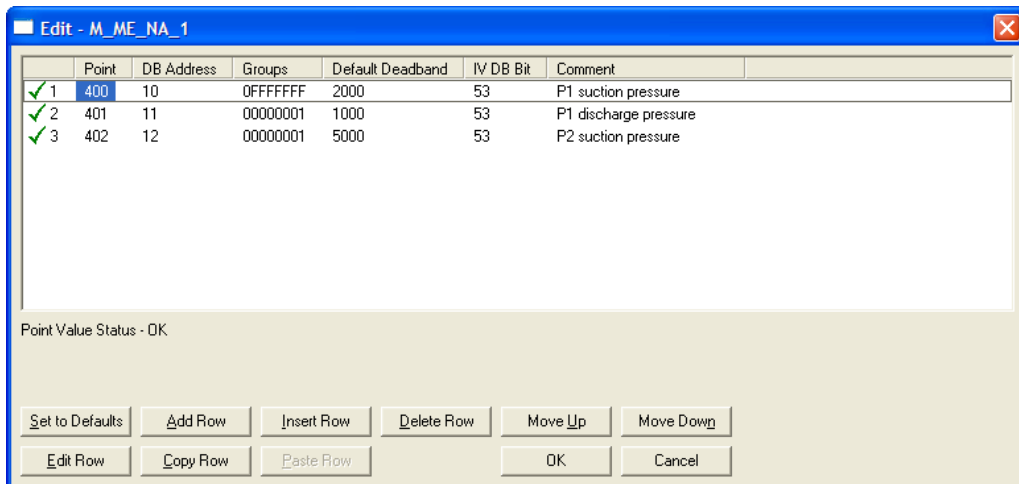 Edit - M_ME_NA_1
Point DB Address Groups Default Deadband IV DB Bit Comment
1 400 10 0FFFFFFF 2000 53 P1 suction pressure
2 401 11 00000001 1000 53 P1 discharge pressure
3 402 12 00000001 5000 53 P2 suction pressure
Point Value Status - OK
Set to Defaults Add Row Insert Row Delete Row Move Up Move Down
Edit Row Copy Row Paste Row OK Cancel